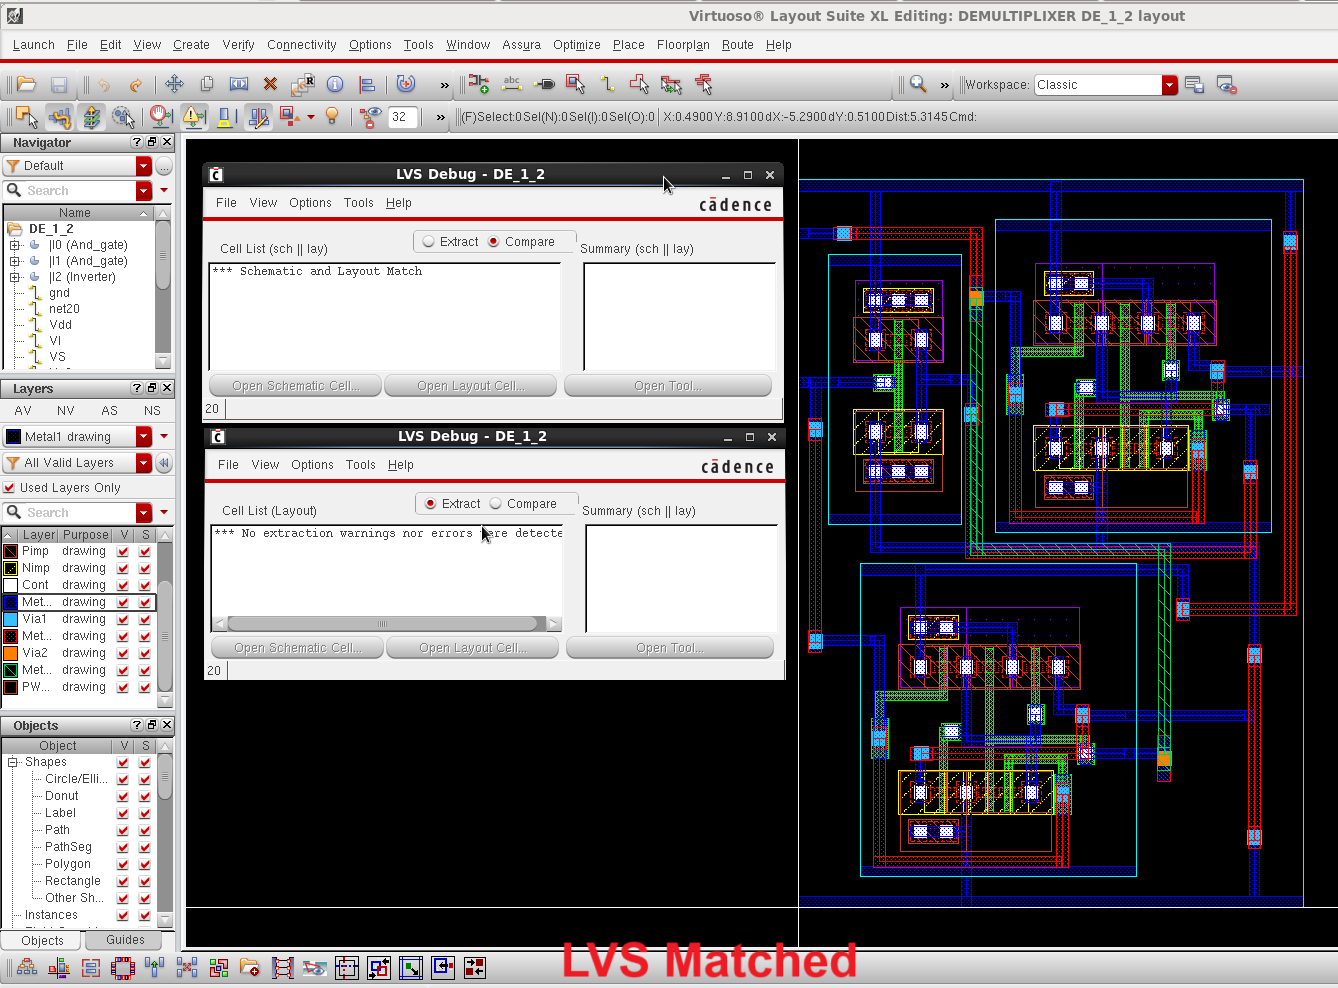 Virtuoso® Layout Suite XL Editing: DEMULTIPLIXER DE_1_2 layout
Launch File Edit View Create Verify Connectivity Options Tools Window Assura Optimize Place Floorplan Route Help
» » Workspace: Classic
32 » (F)Select:0 Sel(N):0 Sel(I):0 Sel(O):0 X:0.4900 Y:8.9100 dX:-5.2900 dY:0.5100 Dist:5.3145 Cmd:
Navigator
Default
Search
Name
DE_1_2
|I0 (And_gate)
|I1 (And_gate)
|I2 (Inverter)
gnd
net20
Vdd
VI
VS
Layers
AV NV AS NS
Metal1 drawing
All Valid Layers
Used Layers Only
Search
Layer Purpose V S
Pimp drawing
Nimp drawing
Cont drawing
Met... drawing
Via1 drawing
Met... drawing
Via2 drawing
Met... drawing
PW... drawing
Objects
Object V S
Shapes
Circle/Elli...
Donut
Label
Path
PathSeg
Polygon
Rectangle
Other Sh...
Instances
Objects Guides
LVS Debug - DE_1_2
File View Options Tools Help
cādence
Extract Compare
Cell List (sch || lay) Summary (sch || lay)
*** Schematic and Layout Match
Open Schematic Cell... Open Layout Cell... Open Tool...
20
LVS Debug - DE_1_2
File View Options Tools Help
cādence
Extract Compare
Cell List (Layout) Summary (sch || lay)
*** No extraction warnings nor errors were detecte
Open Schematic Cell... Open Layout Cell... Open Tool...
20
LVS Matched